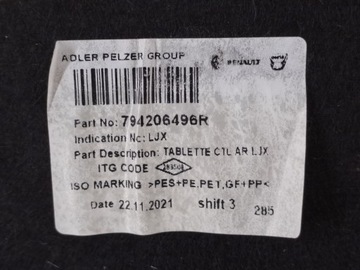 ADLER PELZER GROUP
RENAULT
Part No: 794206496R
Indication Nc: LJX
Part Description: TABLETTE CTL AR LJX
ITG CODE
ISO MARKING >PES+PE,PET,GF+PP<
Date 22.11.2021 shift 3 285